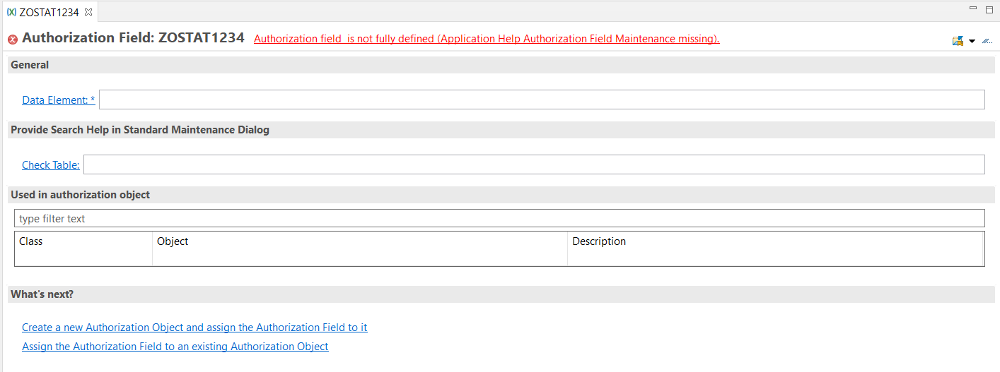 (X) ZOSTAT1234
Authorization Field: ZOSTAT1234 Authorization field  is not fully defined (Application Help Authorization Field Maintenance missing).
General
Data Element: *
Provide Search Help in Standard Maintenance Dialog
Check Table:
Used in authorization object
type filter text
Class Object Description
What's next?
Create a new Authorization Object and assign the Authorization Field to it
Assign the Authorization Field to an existing Authorization Object